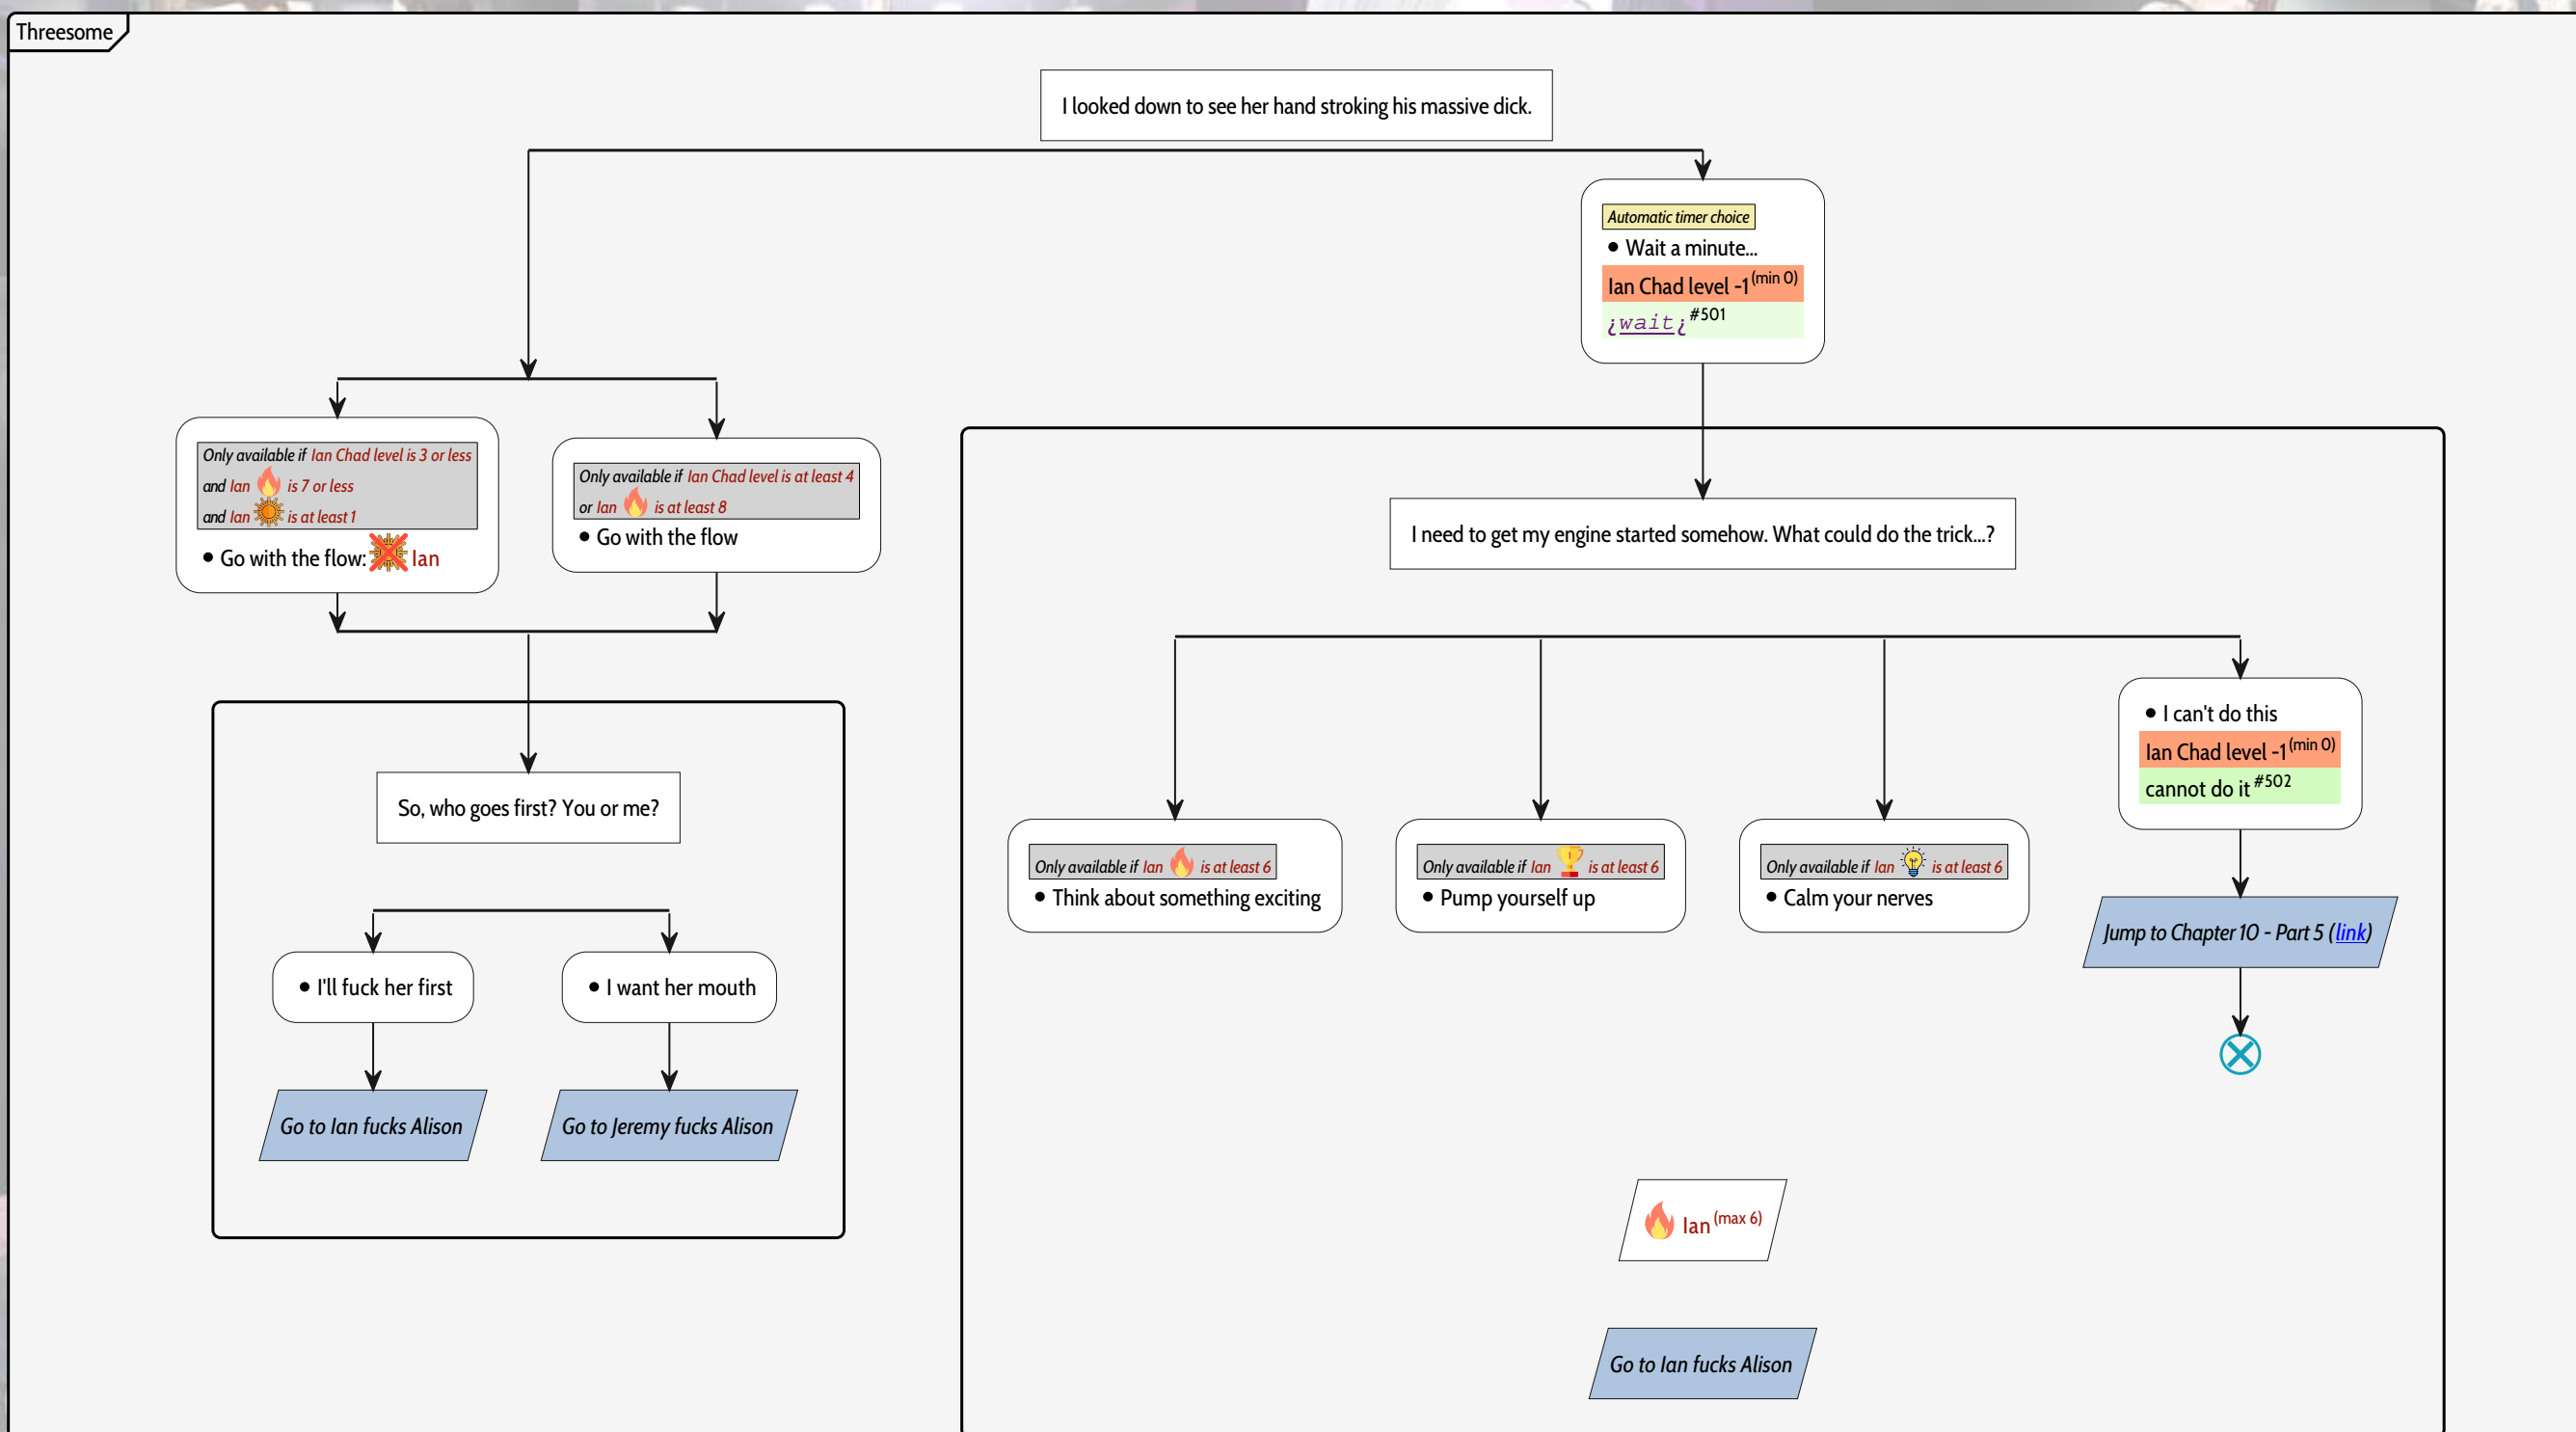 Threesome
I looked down to see her hand stroking his massive dick.
Automatic timer choice
• Wait a minute...
Ian Chad level -1 (min 0)
¿wait¿ #501
Only available if Ian Chad level is 3 or less
and Ian is 7 or less
and Ian is at least 1
• Go with the flow: Ian
Only available if Ian Chad level is at least 4
or Ian is at least 8
• Go with the flow
I need to get my engine started somehow. What could do the trick...?
So, who goes first? You or me?
• I'll fuck her first
• I want her mouth
Go to Ian fucks Alison
Go to Jeremy fucks Alison
Only available if Ian is at least 6
• Think about something exciting
Only available if Ian is at least 6
• Pump yourself up
Only available if Ian is at least 6
• Calm your nerves
• I can't do this
Ian Chad level -1 (min 0)
cannot do it #502
Jump to Chapter 10 - Part 5 (link)
Ian (max 6)
Go to Ian fucks Alison